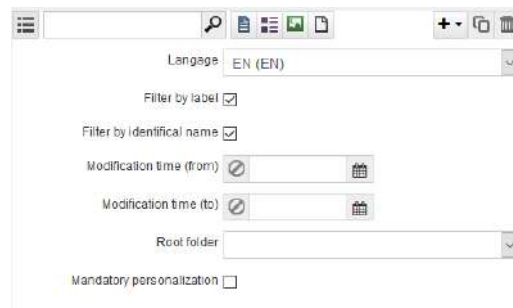 Langage EN (EN)
Filter by label
Filter by identifical name
Modification time (from)
Modification time (to)
Root folder
Mandatory personalization